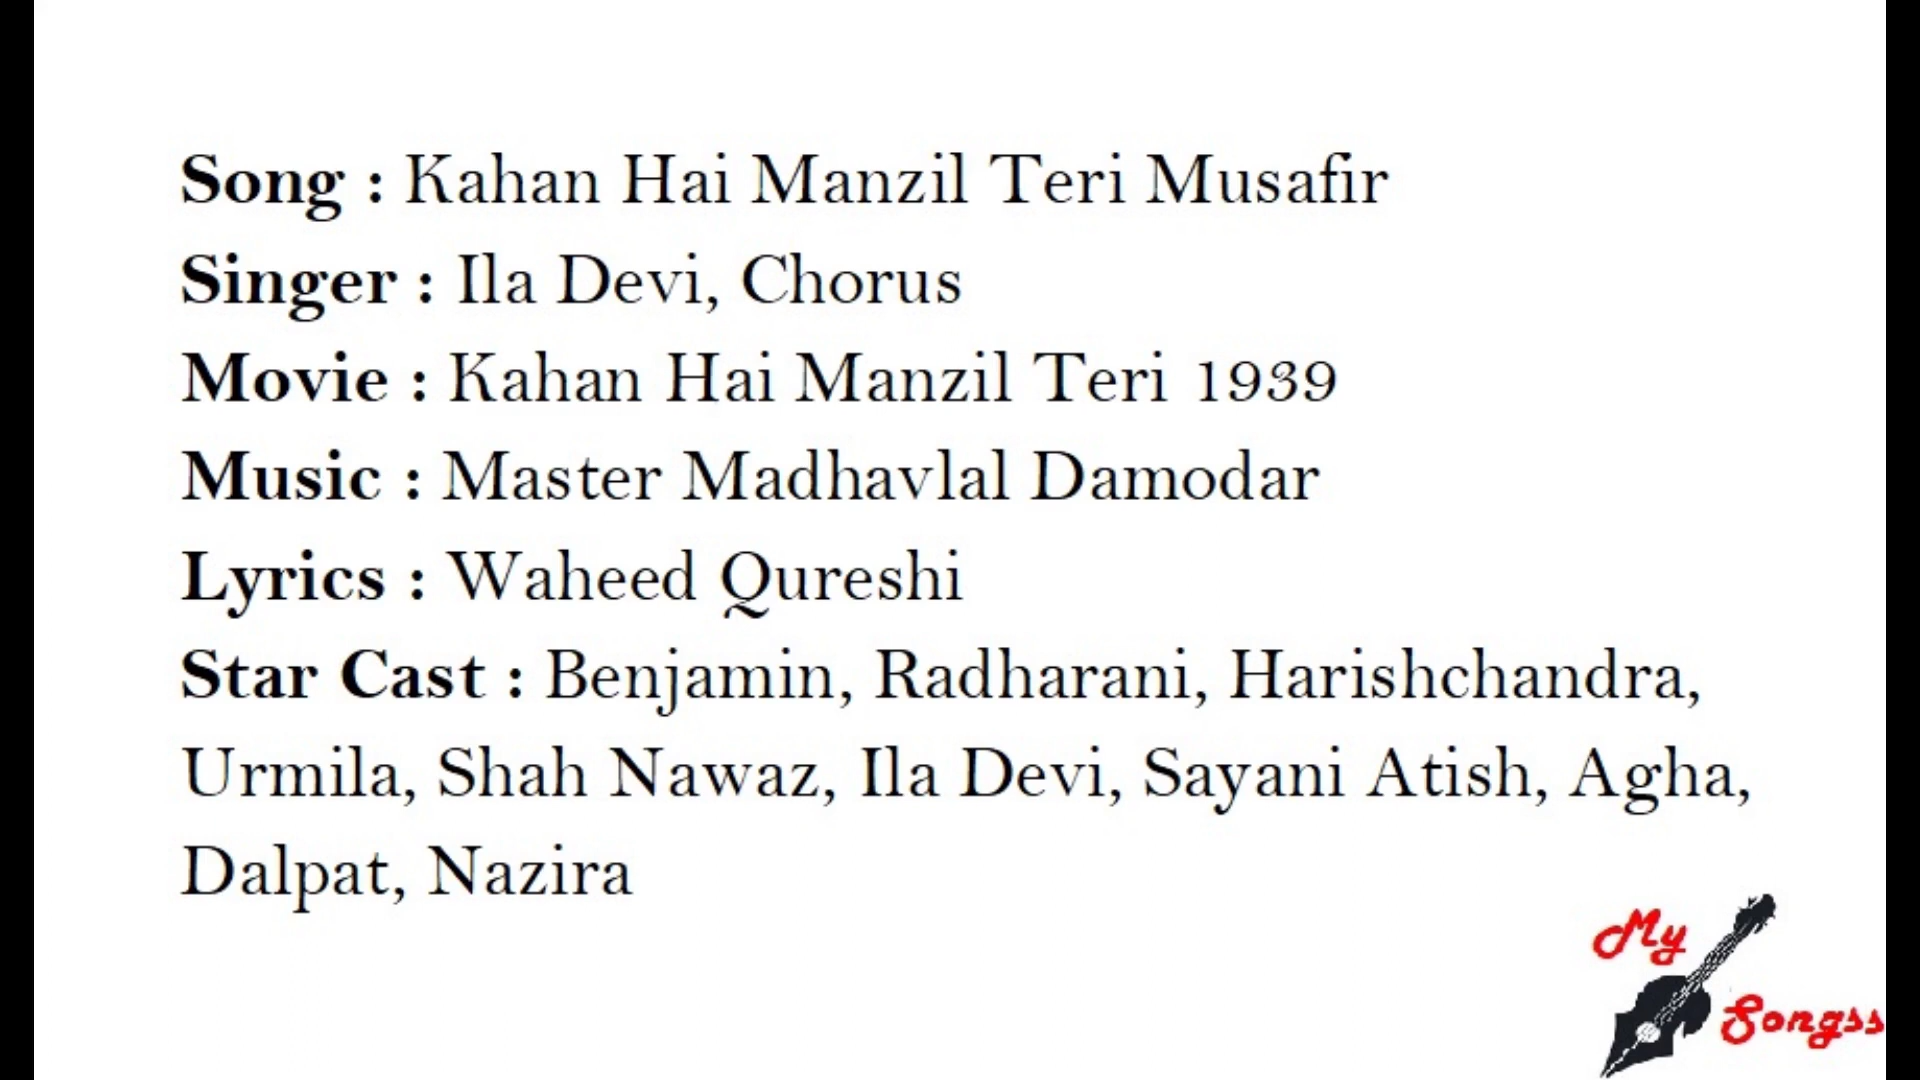 Song : Kahan Hai Manzil Teri Musafir
Singer : Ila Devi, Chorus
Movie : Kahan Hai Manzil Teri 1939
Music : Master Madhavlal Damodar
Lyrics : Waheed Qureshi
Star Cast : Benjamin, Radharani, Harishchandra,
Urmila, Shah Nawaz, Ila Devi, Sayani Atish, Agha,
Dalpat, Nazira
My
Songss